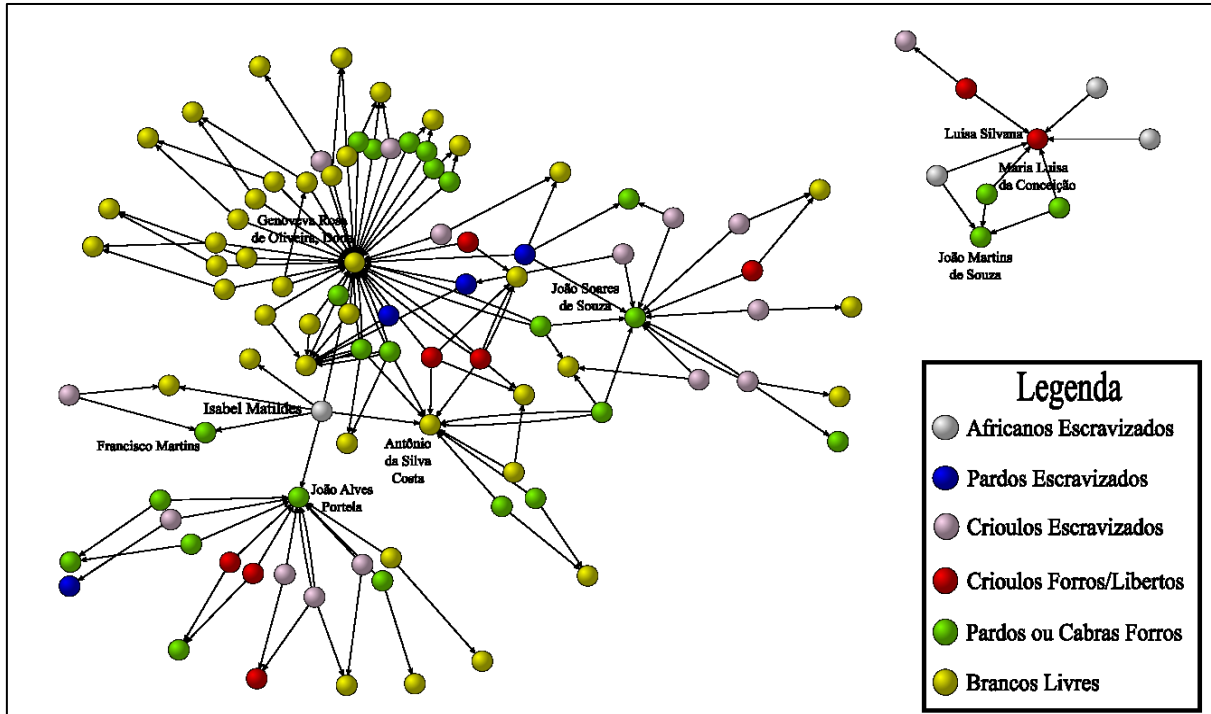 Luisa Silvana
Maria Luisa
da Conceição
João Martins
de Souza
Genoveva Rosa
de Oliveira, Dona
João Soares
de Souza
Isabel Matildes
Francisco Martins
Antônio
da Silva
Costa
João Alves
Portela
Legenda
Africanos Escravizados
Pardos Escravizados
Crioulos Escravizados
Crioulos Forros/Libertos
Pardos ou Cabras Forros
Brancos Livres